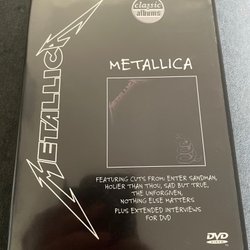 classic
albums
METALLICA
METALLICA
FEATURING CUTS FROM: ENTER SANDMAN,
HOLIER THAN THOU, SAD BUT TRUE,
THE UNFORGIVEN,
NOTHING ELSE MATTERS
PLUS EXTENDED INTERVIEWS
FOR DVD
DVD
VIDEO